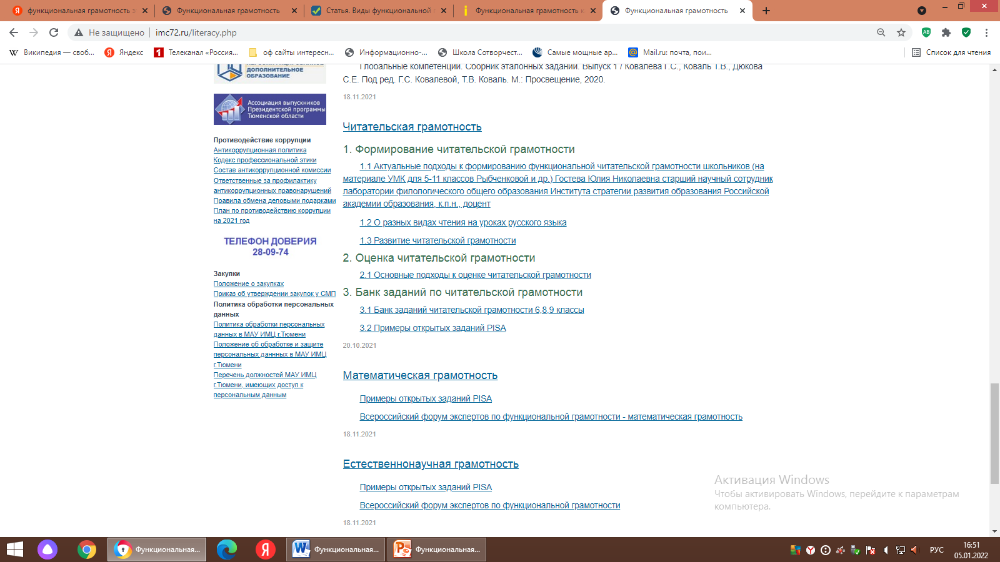 функциональная грамотность э
Функциональная грамотность
Статья. Виды функциональной г
Функциональная грамотность к
Функциональная грамотность
Не защищено
imc72.ru/literacy.php
Википедия — своб...
Яндекс
Телеканал «Россия...
оф сайты интересн...
Информационно-...
Школа Сотворчест...
Самые мощные ар...
Mail.ru: почта, пои...
Список для чтения
ДОПОЛНИТЕЛЬНОЕ
ОБРАЗОВАНИЕ
Ассоциация выпускников
Президентской программы
Тюменской области
Противодействие коррупции
Антикоррупционная политика
Кодекс профессиональной этики
Состав антикоррупционной комиссии
Ответственные за профилактику
антикоррупционных правонарушений
Правила обмена деловыми подарками
План по противодействию коррупции
на 2021 год
ТЕЛЕФОН ДОВЕРИЯ
28-09-74
Закупки
Положение о закупках
Приказ об утверждении закупок у СМП
Политика обработки персональных
данных
Политика обработки персональных
данных в МАУ ИМЦ г.Тюмени
Положение об обработке и защите
персональных даннных в МАУ ИМЦ
г.Тюмени
Перечень должностей МАУ ИМЦ
г.Тюмени, имеющих доступ к
персональным данным
Глобальные компетенции. Сборник эталонных заданий. Выпуск 1 / Ковалева Г.С., Коваль Т.В., Дюкова
С.Е. Под ред. Г.С. Ковалевой, Т.В. Коваль. М.: Просвещение, 2020.
18.11.2021
Читательская грамотность
1. Формирование читательской грамотности
1.1 Актуальные подходы к формированию функциональной читательской грамотности школьников (на
материале УМК для 5-11 классов Рыбченковой и др.) Гостева Юлия Николаевна старший научный сотрудник
лаборатории филологического общего образования Института стратегии развития образования Российской
академии образования, к.п.н., доцент
1.2 О разных видах чтения на уроках русского языка
1.3 Развитие читательской грамотности
2. Оценка читательской грамотности
2.1 Основные подходы к оценке читательской грамотности
3. Банк заданий по читательской грамотности
3.1 Банк заданий читательской грамотности 6,8,9 классы
3.2 Примеры открытых заданий PISA
20.10.2021
Математическая грамотность
Примеры открытых заданий PISA
Всероссийский форум экспертов по функциональной грамотности - математическая грамотность
18.11.2021
Естественнонаучная грамотность
Примеры открытых заданий PISA
Всероссийский форум экспертов по функциональной грамотности
18.11.2021
Активация Windows
Чтобы активировать Windows, перейдите к параметрам
компьютера.
Функциональная...
Функциональная...
Функциональная...
РУС
16:51
05.01.2022